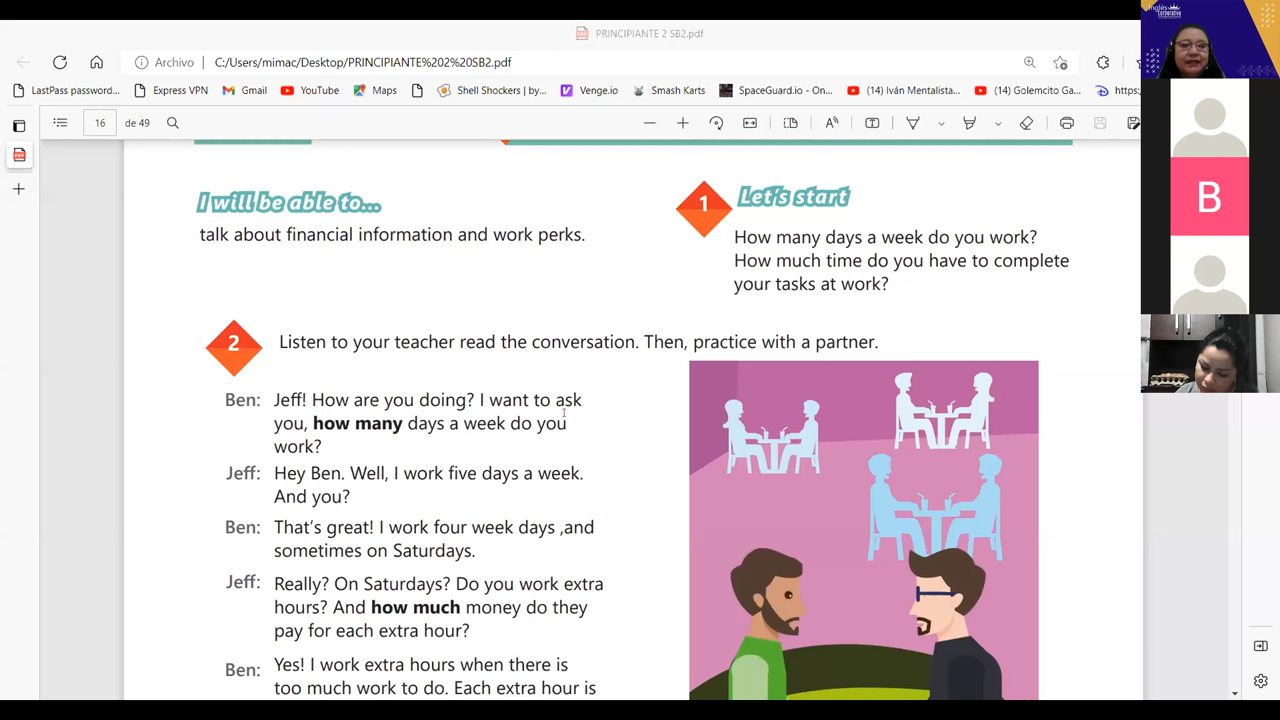 PRINCIPIANTE 2 SB2.pdf
Archivo C:/Users/mimac/Desktop/PRINCIPIANTE%202%20SB2.pdf
LastPass password... Express VPN Gmail YouTube Maps Shell Shockers | by... Venge.io Smash Karts SpaceGuard.io - On... (14) Iván Mentalista... (14) Golemcito Ga... https:
16 de 49
I will be able to...
talk about financial information and work perks.
1 Let's start
How many days a week do you work?
How much time do you have to complete
your tasks at work?
2 Listen to your teacher read the conversation. Then, practice with a partner.
Ben: Jeff! How are you doing? I want to ask
you, how many days a week do you
work?
Jeff: Hey Ben. Well, I work five days a week.
And you?
Ben: That's great! I work four week days ,and
sometimes on Saturdays.
Jeff: Really? On Saturdays? Do you work extra
hours? And how much money do they
pay for each extra hour?
Ben: Yes! I work extra hours when there is
too much work to do. Each extra hour is
Inglés
corporativo
B